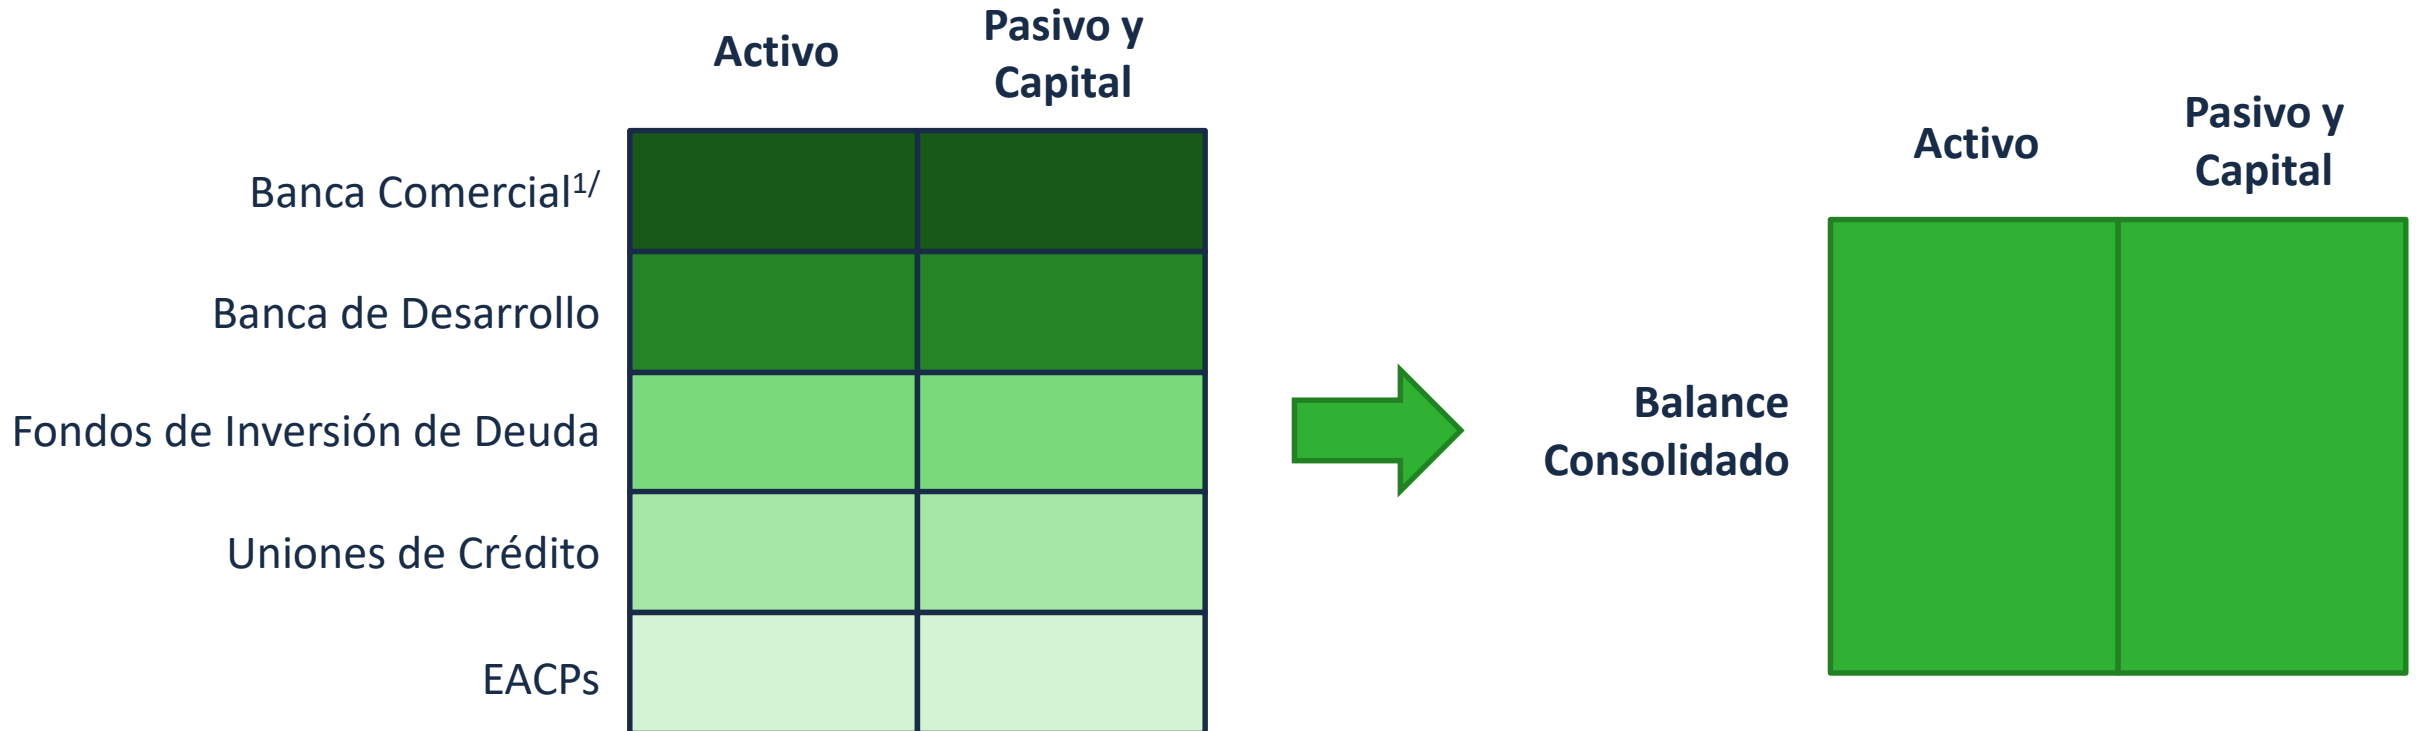 Activo
Pasivo y
Capital
Banca Comercial1/
Banca de Desarrollo
Fondos de Inversión de Deuda
Uniones de Crédito
EACPs
Balance
Consolidado
Activo
Pasivo y
Capital